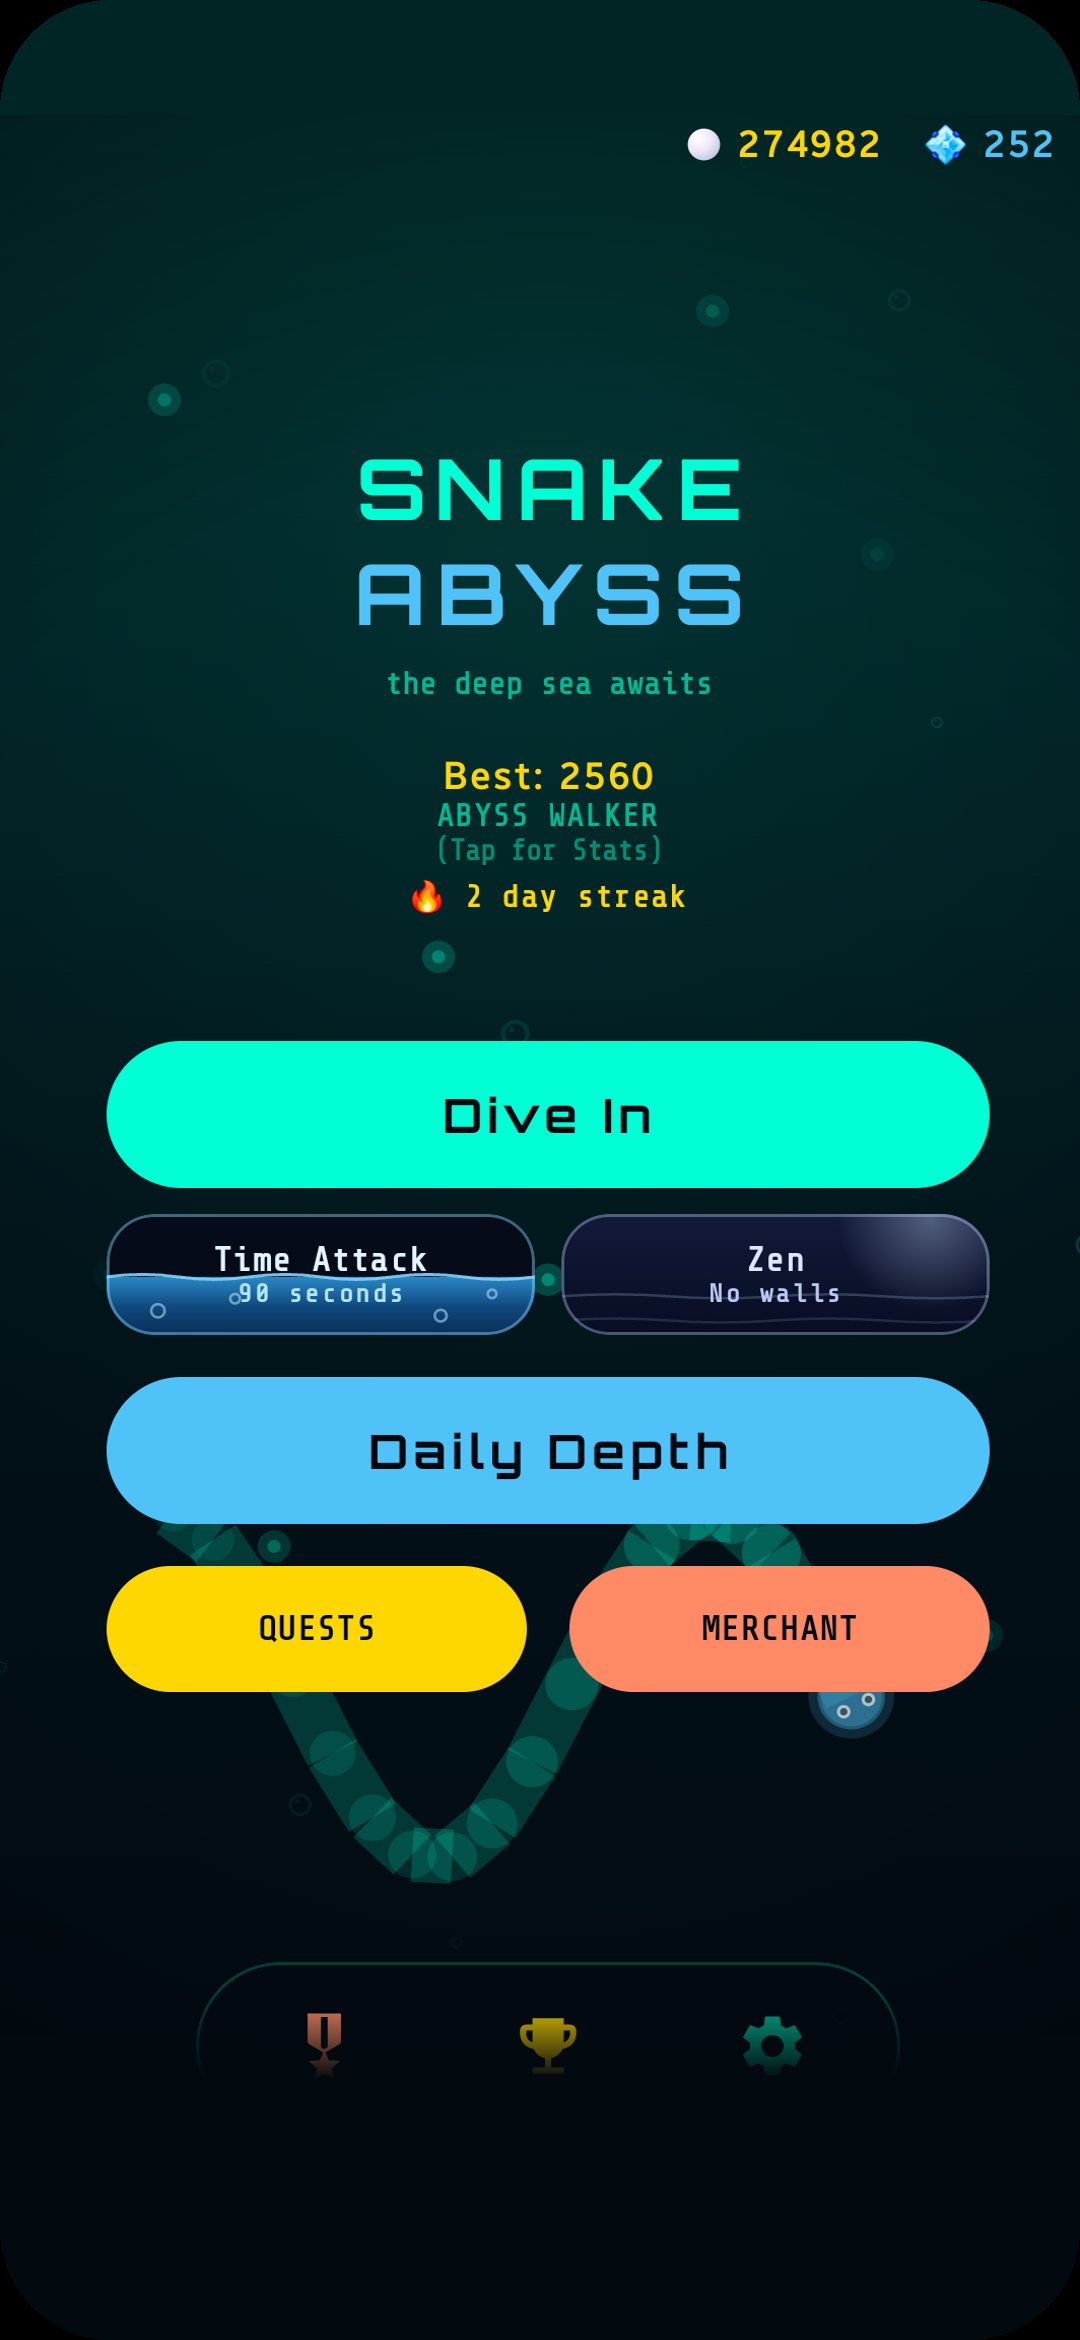 274982 252
SNAKE
ABYSS
the deep sea awaits
Best: 2560
ABYSS WALKER
(Tap for Stats)
🔥 2 day streak
Dive In
Time Attack
90 seconds
Zen
No walls
Daily Depth
QUESTS
MERCHANT